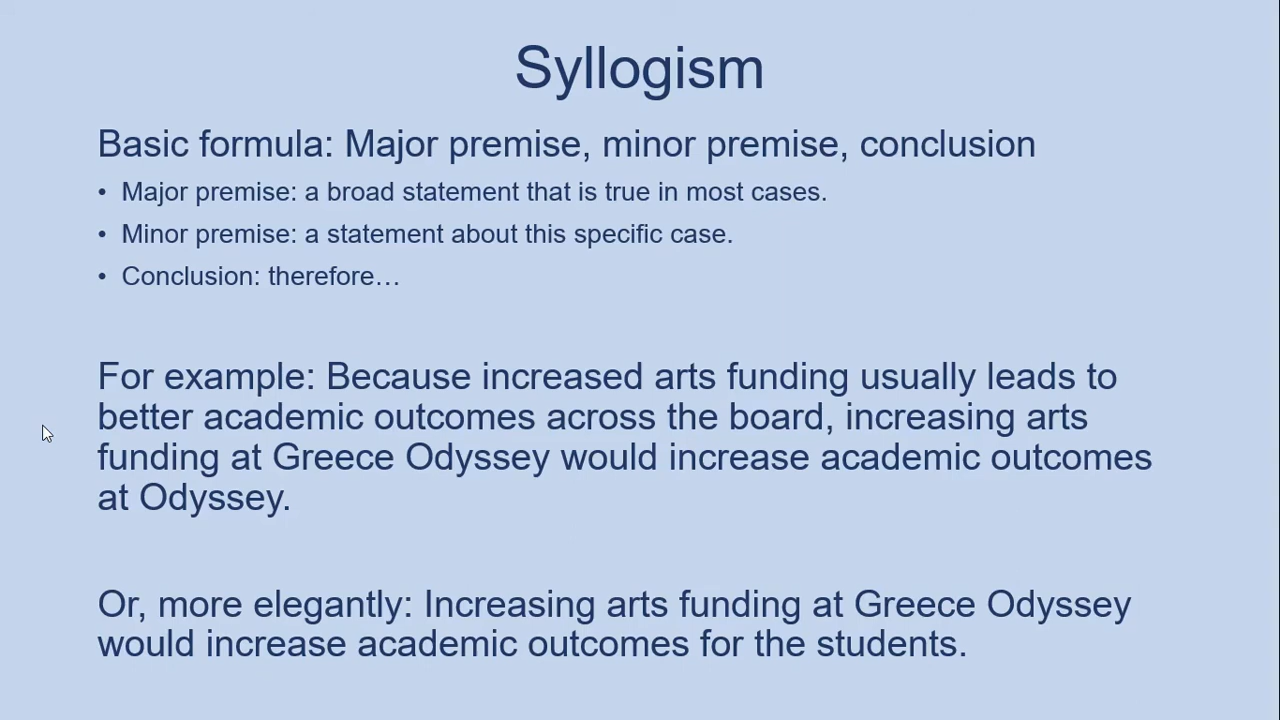 Syllogism
Basic formula: Major premise, minor premise, conclusion
• Major premise: a broad statement that is true in most cases.
• Minor premise: a statement about this specific case.
• Conclusion: therefore…
For example: Because increased arts funding usually leads to
better academic outcomes across the board, increasing arts
funding at Greece Odyssey would increase academic outcomes
at Odyssey.
Or, more elegantly: Increasing arts funding at Greece Odyssey
would increase academic outcomes for the students.